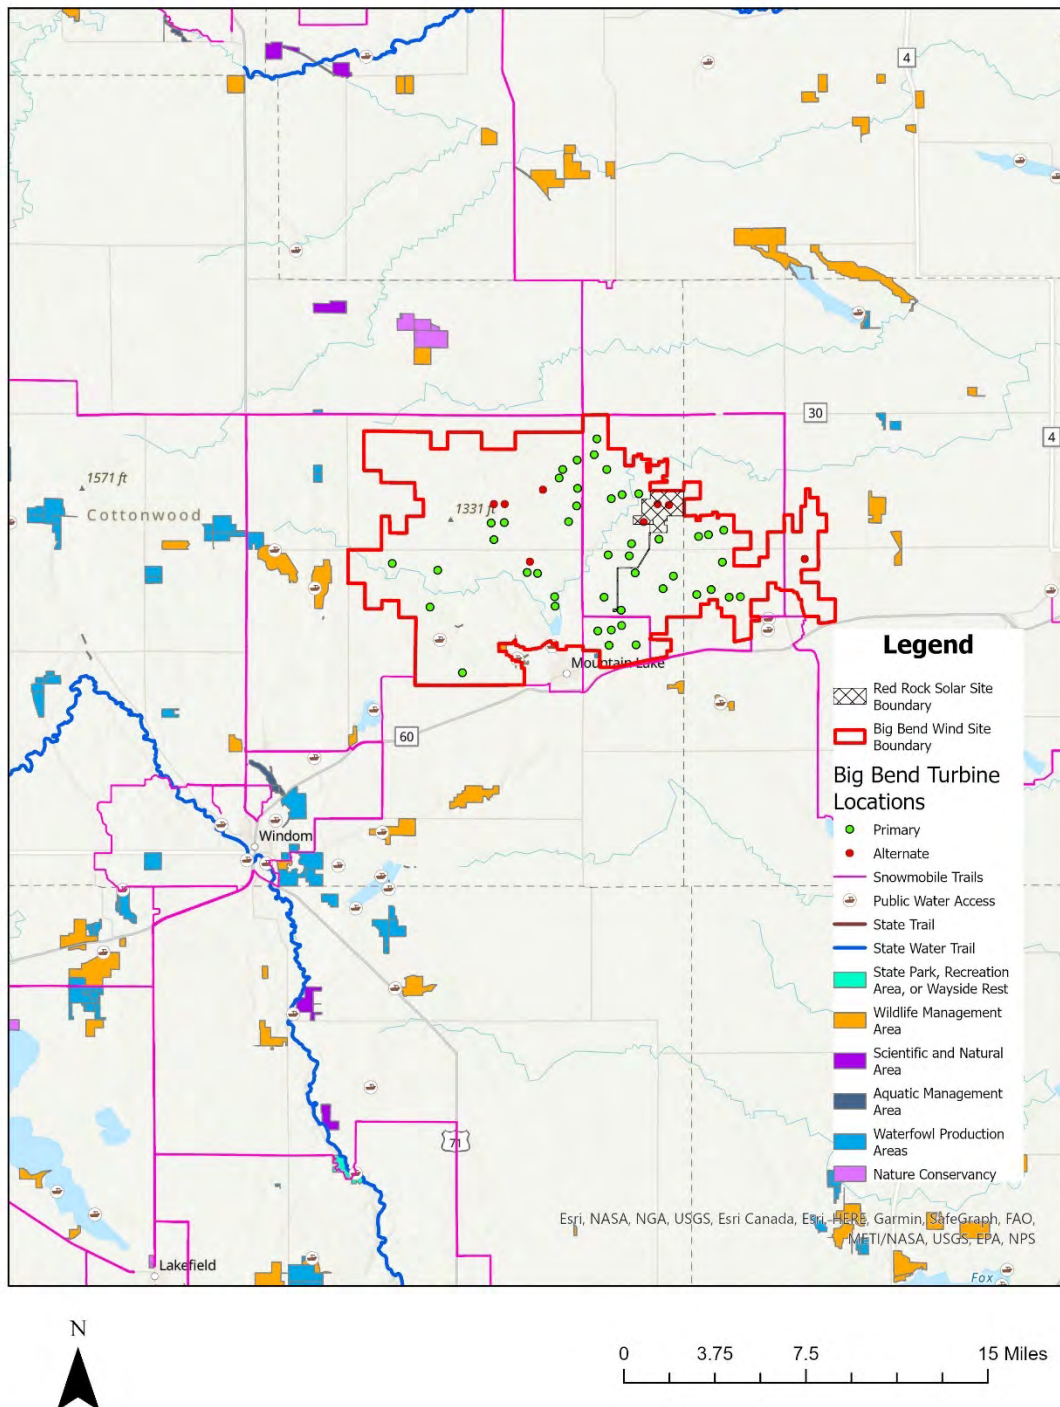 4
30
4
1571 ft
Cottonwood
1331 ft
Mountain Lake
60
Windom
71
Lakefield
Fox
Legend
Red Rock Solar Site
Boundary
Big Bend Wind Site
Boundary
Big Bend Turbine
Locations
Primary
Alternate
Snowmobile Trails
Public Water Access
State Trail
State Water Trail
State Park, Recreation
Area, or Wayside Rest
Wildlife Management
Area
Scientific and Natural
Area
Aquatic Management
Area
Waterfowl Production
Areas
Nature Conservancy
Esri, NASA, NGA, USGS, Esri Canada, Esri, HERE, Garmin, SafeGraph, FAO,
METI/NASA, USGS, EPA, NPS
N
0 3.75 7.5 15 Miles